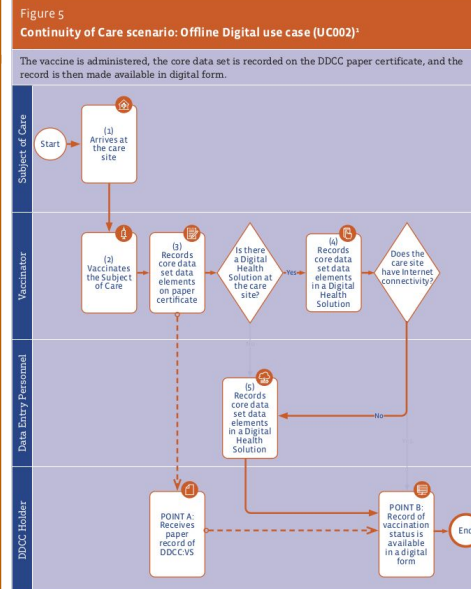 Figure 5
Continuity of Care scenario: Offline Digital use case (UC002)¹
The vaccine is administered, the core data set is recorded on the DDCC paper certificate, and the
record is then made available in digital form.
Subject of Care
Start
(1)
Arrives at
the care
site
Vaccinator
(2)
Vaccinates
the Subject
of Care
(3)
Records
core data
set data
elements
on paper
certificate
Is there
a Digital
Health
Solution at
the care
site?
Yes
(4)
Records
core data
set data
elements
in a Digital
Health
Solution
Does the
care site
have Internet
connectivity?
Data Entry Personnel
(5)
Records
core data
set data
elements
in a Digital
Health
Solution
No
DDCC Holder
POINT A:
Receives
paper
record of
DDCC:VS
POINT B:
Record of
vaccination
status is
available
in a digital
form